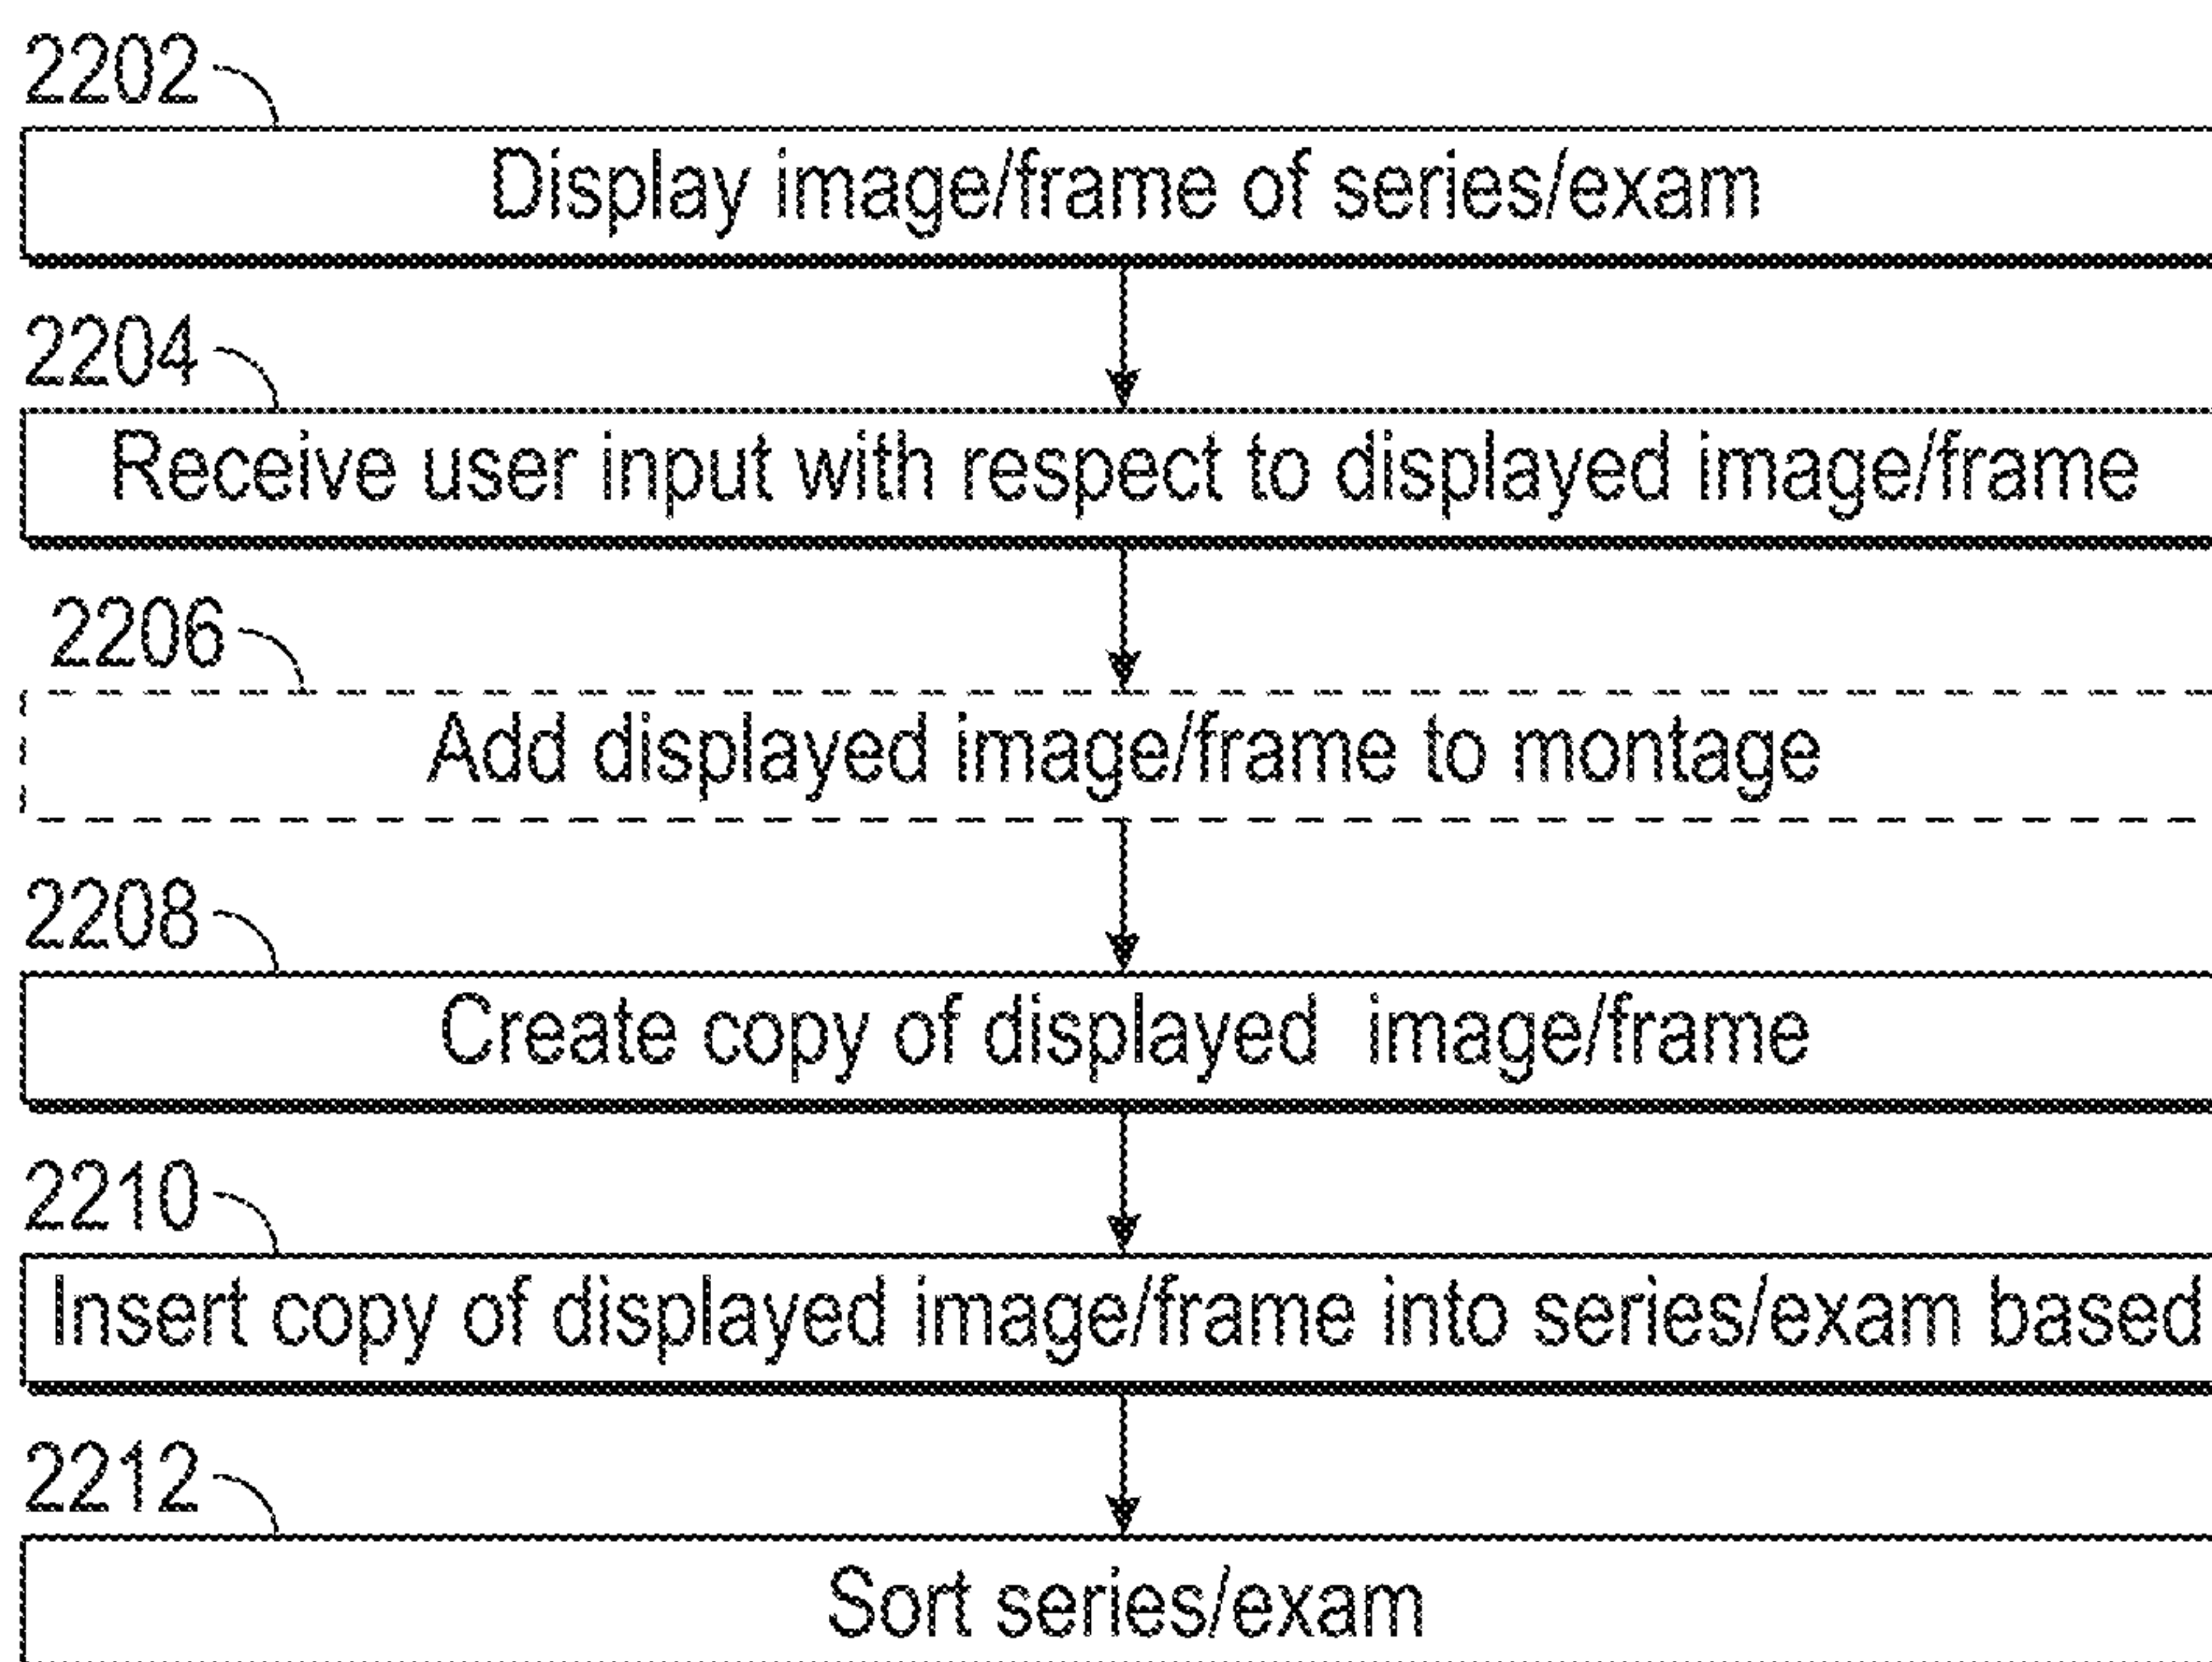 2202
Display image/frame of series/exam
2204
Receive user input with respect to displayed image/frame
2206
Add displayed image/frame to montage
2208
Create copy of displayed image/frame
2210
Insert copy of displayed image/frame into series/exam based
2212
Sort series/exam